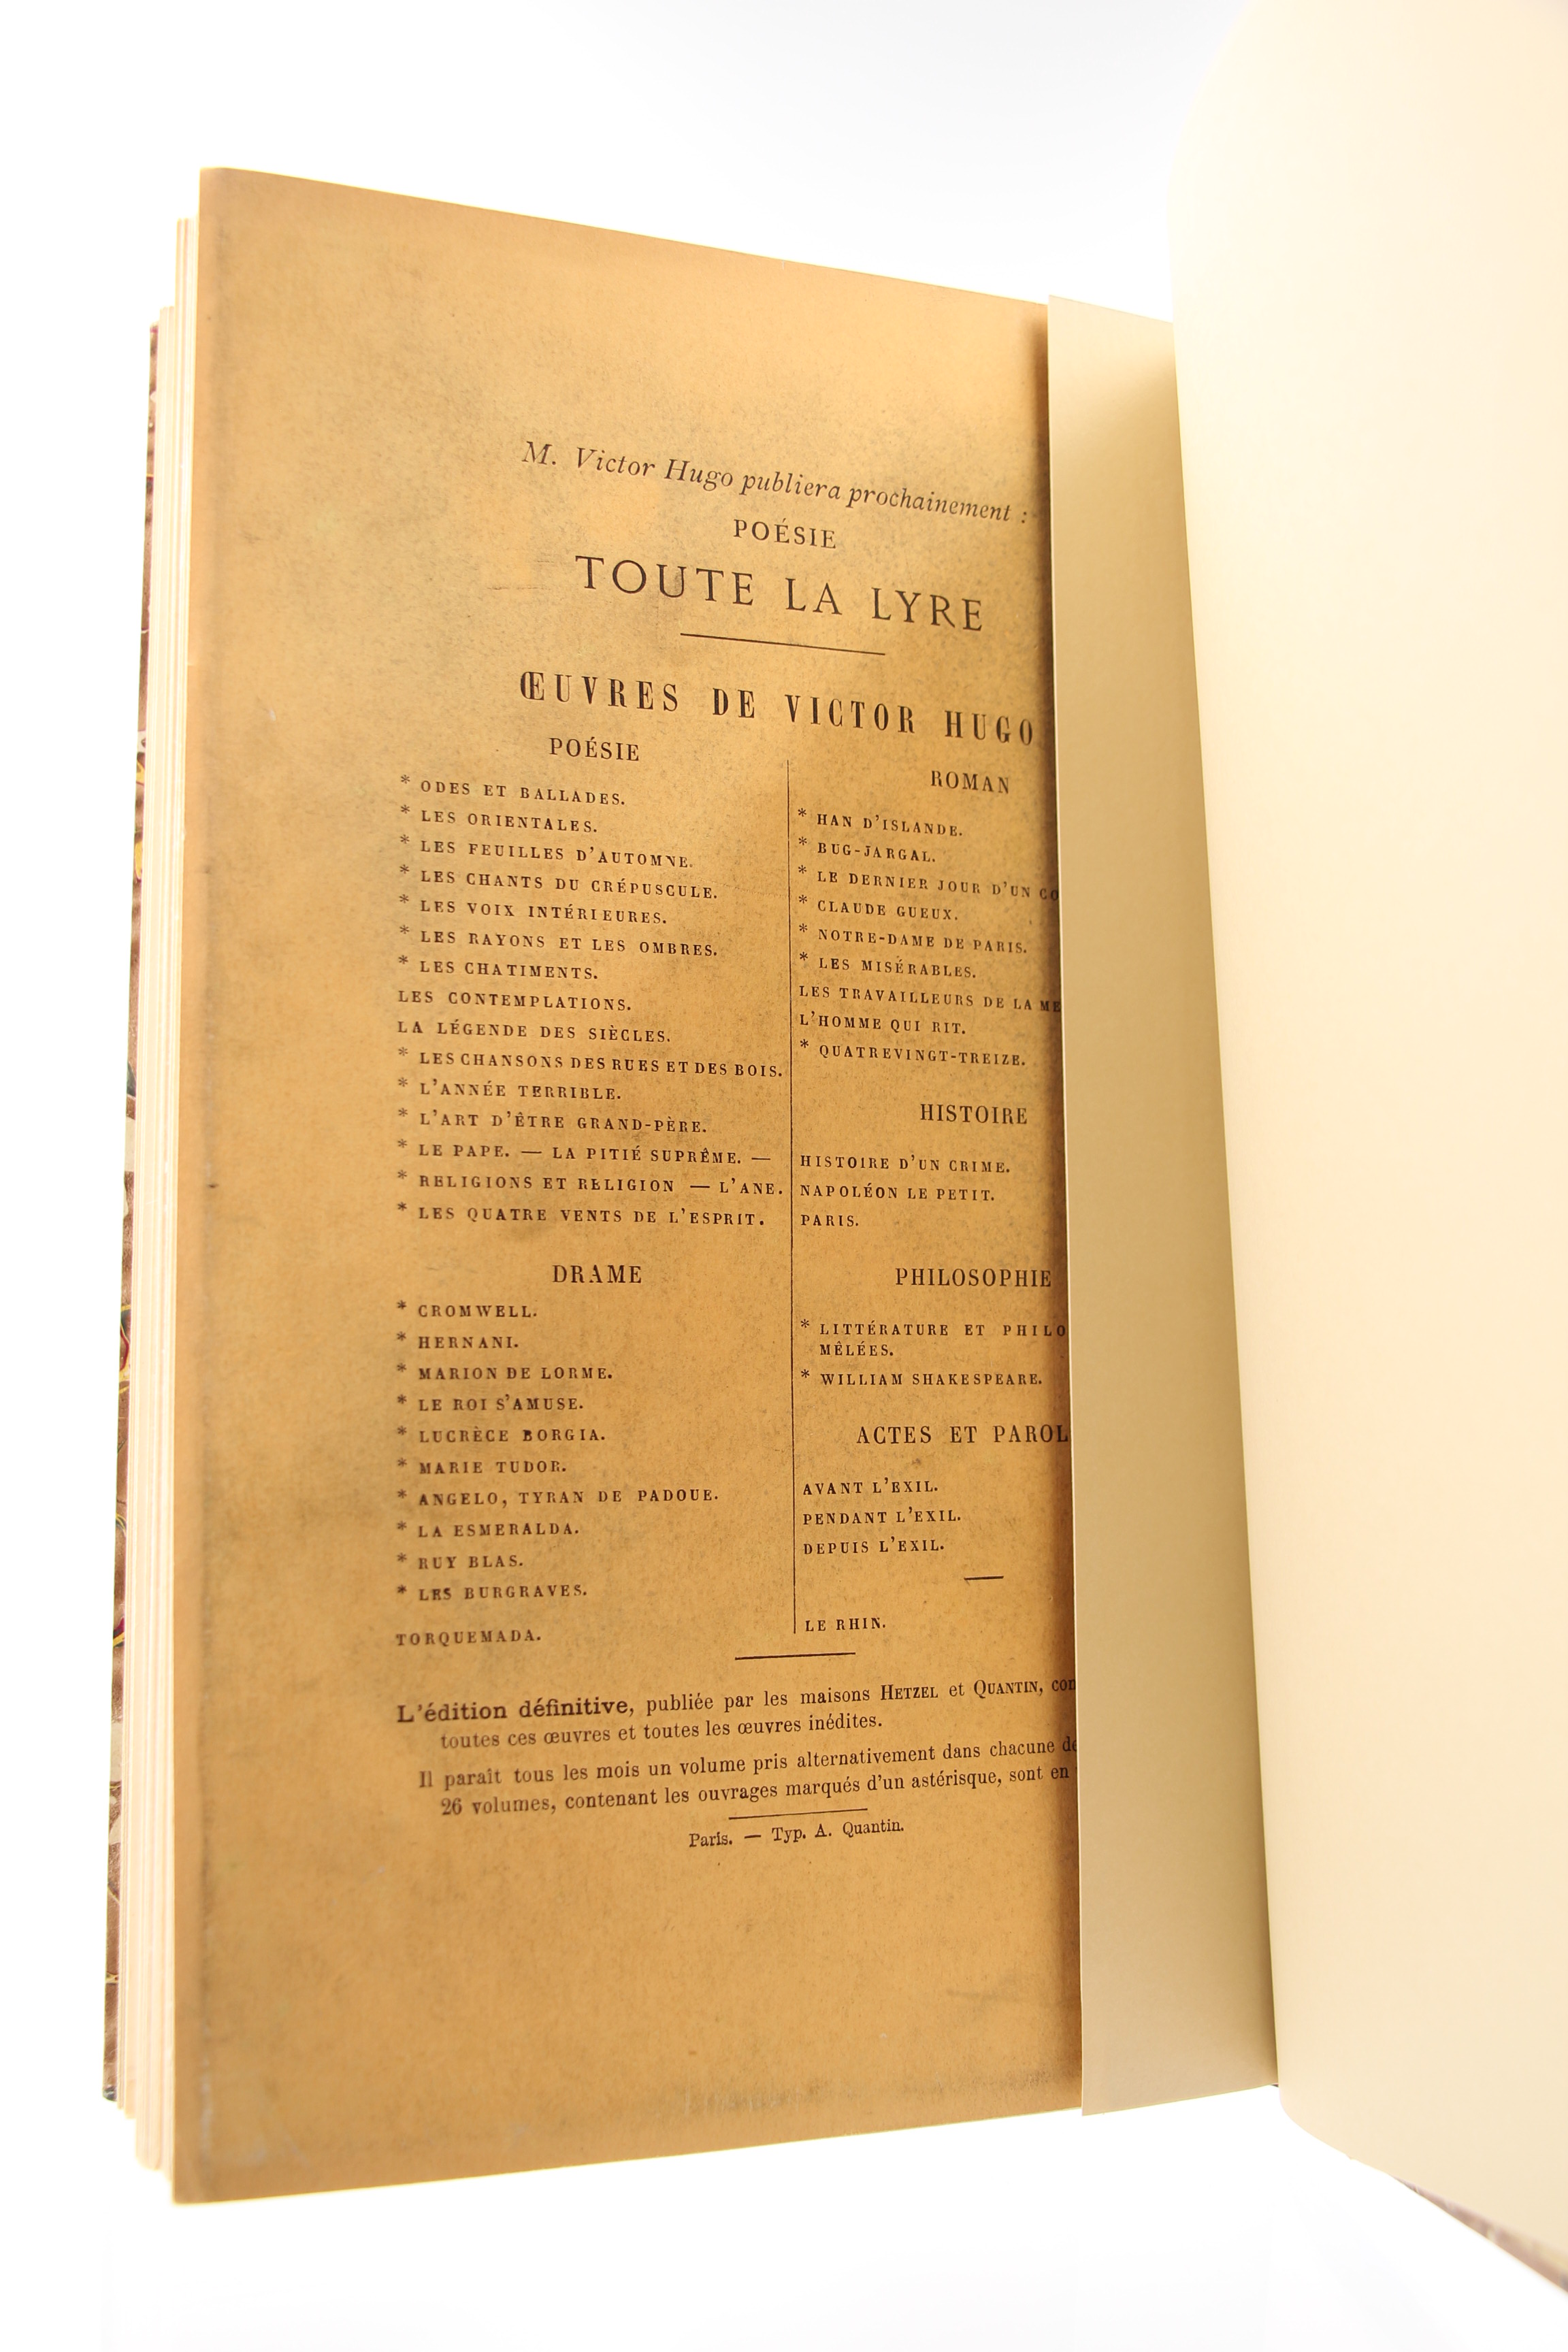 M. Victor Hugo publiera prochainement :
POÉSIE
TOUTE LA LYRE
ŒUVRES DE VICTOR HUGO
POÉSIE
* ODES ET BALLADES.
* LES ORIENTALES.
* LES FEUILLES D'AUTOMNE.
* LES CHANTS DU CRÉPUSCULE.
* LES VOIX INTÉRIEURES.
* LES RAYONS ET LES OMBRES.
* LES CHATIMENTS.
LES CONTEMPLATIONS.
LA LÉGENDE DES SIÈCLES.
* LES CHANSONS DES RUES ET DES BOIS.
* L'ANNÉE TERRIBLE.
* L'ART D'ÊTRE GRAND-PÈRE.
* LE PAPE. — LA PITIÉ SUPRÊME. —
* RELIGIONS ET RELIGION — L'ANE.
* LES QUATRE VENTS DE L'ESPRIT.
DRAME
* CROMWELL.
* HERNANI.
* MARION DE LORME.
* LE ROI S'AMUSE.
* LUCRÈCE BORGIA.
* MARIE TUDOR.
* ANGELO, TYRAN DE PADOUE.
* LA ESMERALDA.
* RUY BLAS.
* LES BURGRAVES.
TORQUEMADA.
ROMAN
* HAN D'ISLANDE.
* BUG-JARGAL.
* LE DERNIER JOUR D'UN CO
* CLAUDE GUEUX.
* NOTRE-DAME DE PARIS.
* LES MISÉRABLES.
LES TRAVAILLEURS DE LA ME
L'HOMME QUI RIT.
* QUATREVINGT-TREIZE.
HISTOIRE
HISTOIRE D'UN CRIME.
NAPOLÉON LE PETIT.
PARIS.
PHILOSOPHIE
* LITTÉRATURE ET PHILO
MÊLÉES.
* WILLIAM SHAKESPEARE.
ACTES ET PAROL
AVANT L'EXIL.
PENDANT L'EXIL.
DEPUIS L'EXIL.
LE RHIN.
L'édition définitive, publiée par les maisons HETZEL et QUANTIN, con
toutes ces œuvres et toutes les œuvres inédites.
Il paraît tous les mois un volume pris alternativement dans chacune de
26 volumes, contenant les ouvrages marqués d'un astérisque, sont en
Paris. — Typ. A. Quantin.